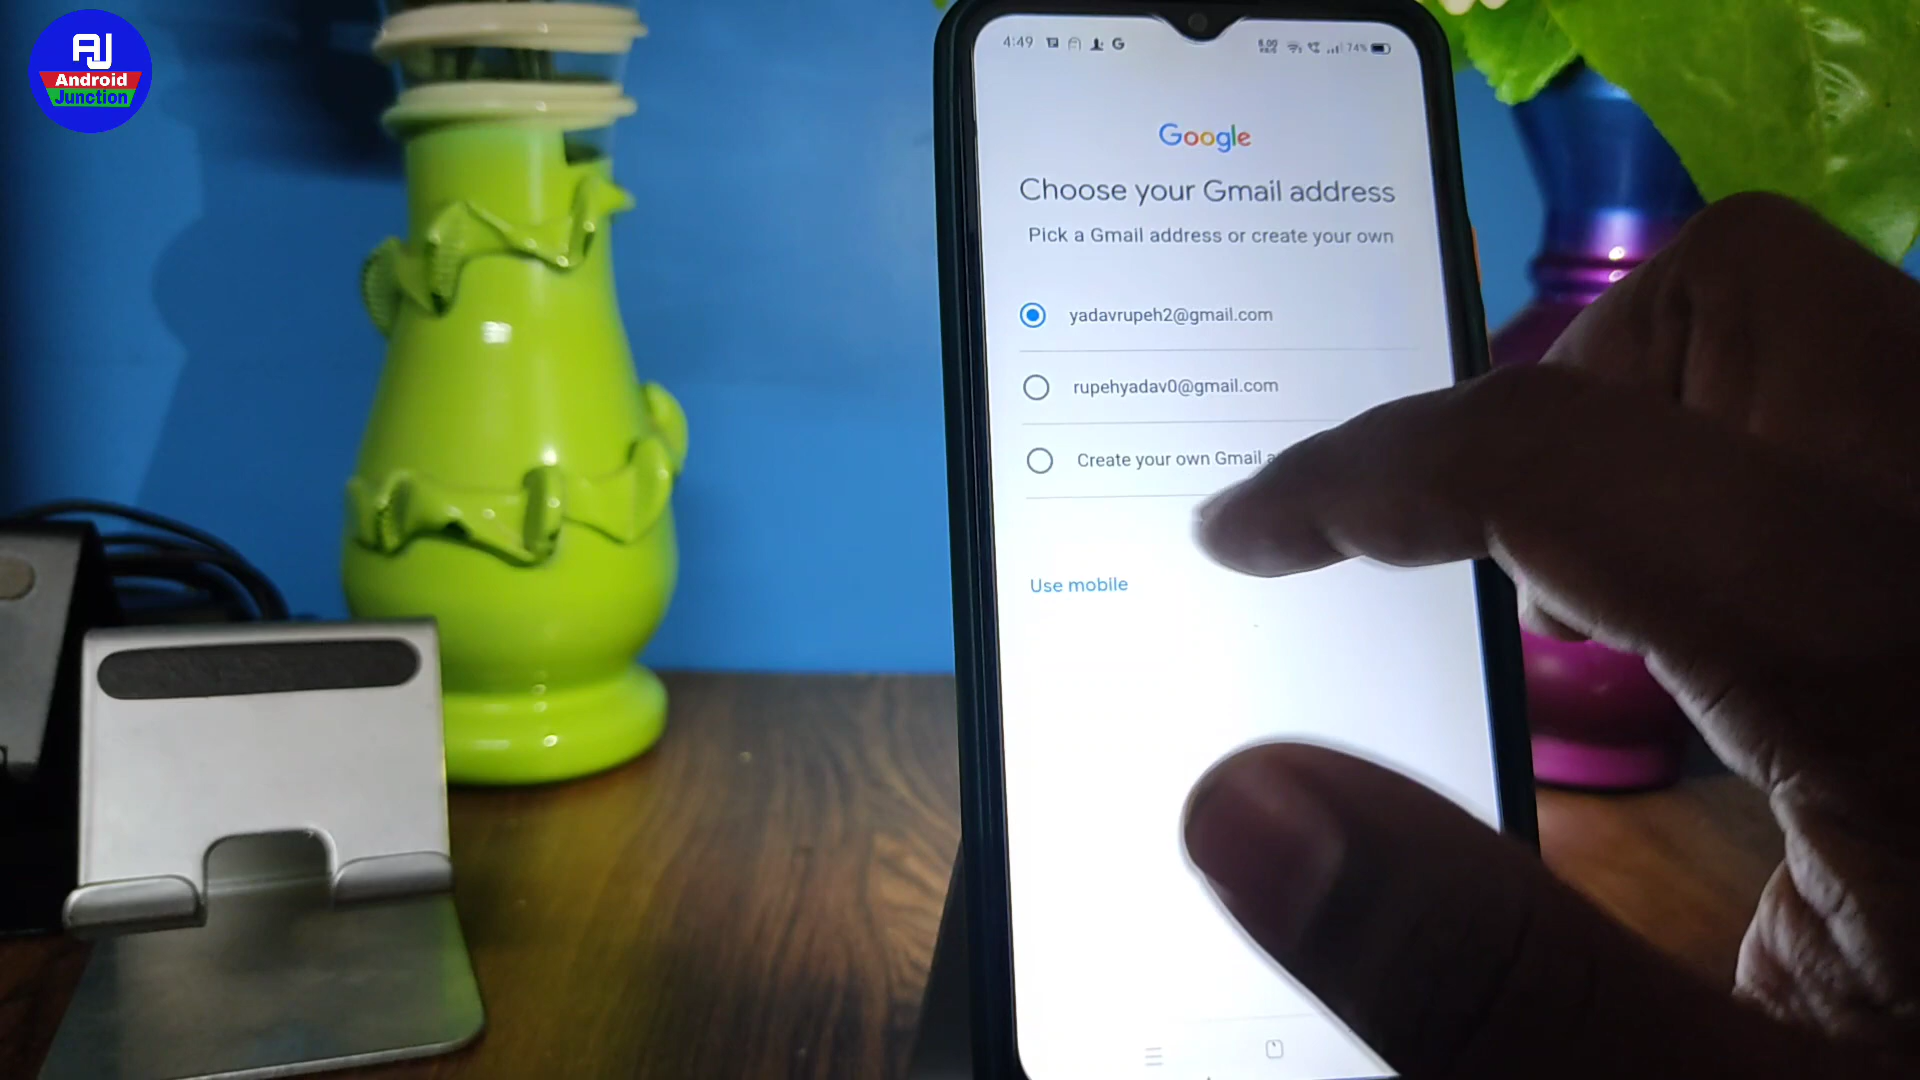 AJ
Android
Junction
4:49
74%
Google
Choose your Gmail address
Pick a Gmail address or create your own
yadavrupeh2@gmail.com
rupehyadav0@gmail.com
Create your own Gmail
Use mobile